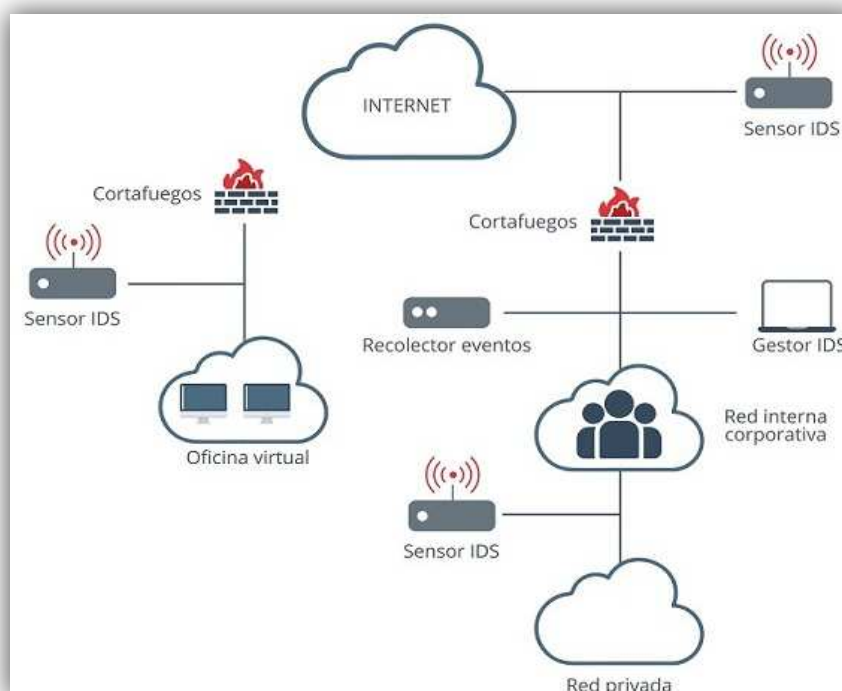 INTERNET
Sensor IDS
Cortafuegos
Cortafuegos
Sensor IDS
Recolector eventos
Gestor IDS
Oficina virtual
Red interna
corporativa
Sensor IDS
Red privada